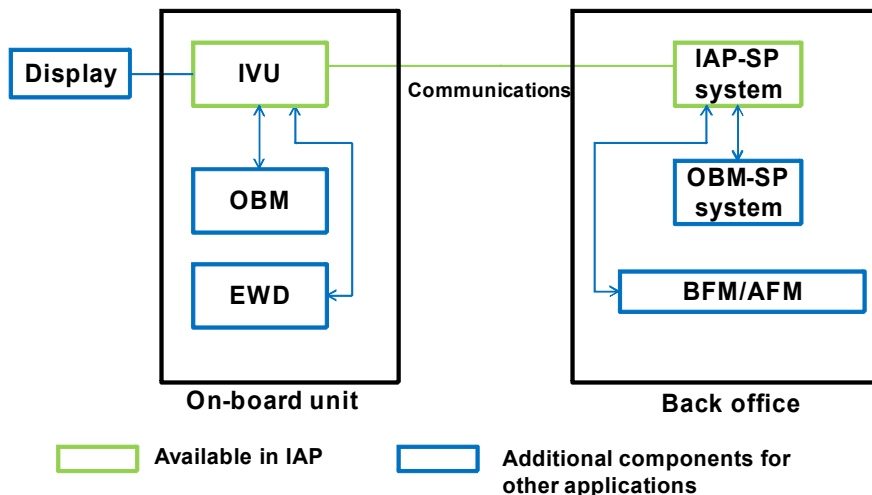 Display
IVU
Communications
IAP-SP
system
OBM
OBM-SP
system
EWD
BFM/AFM
On-board unit
Back office
Available in IAP
Additional components for
other applications